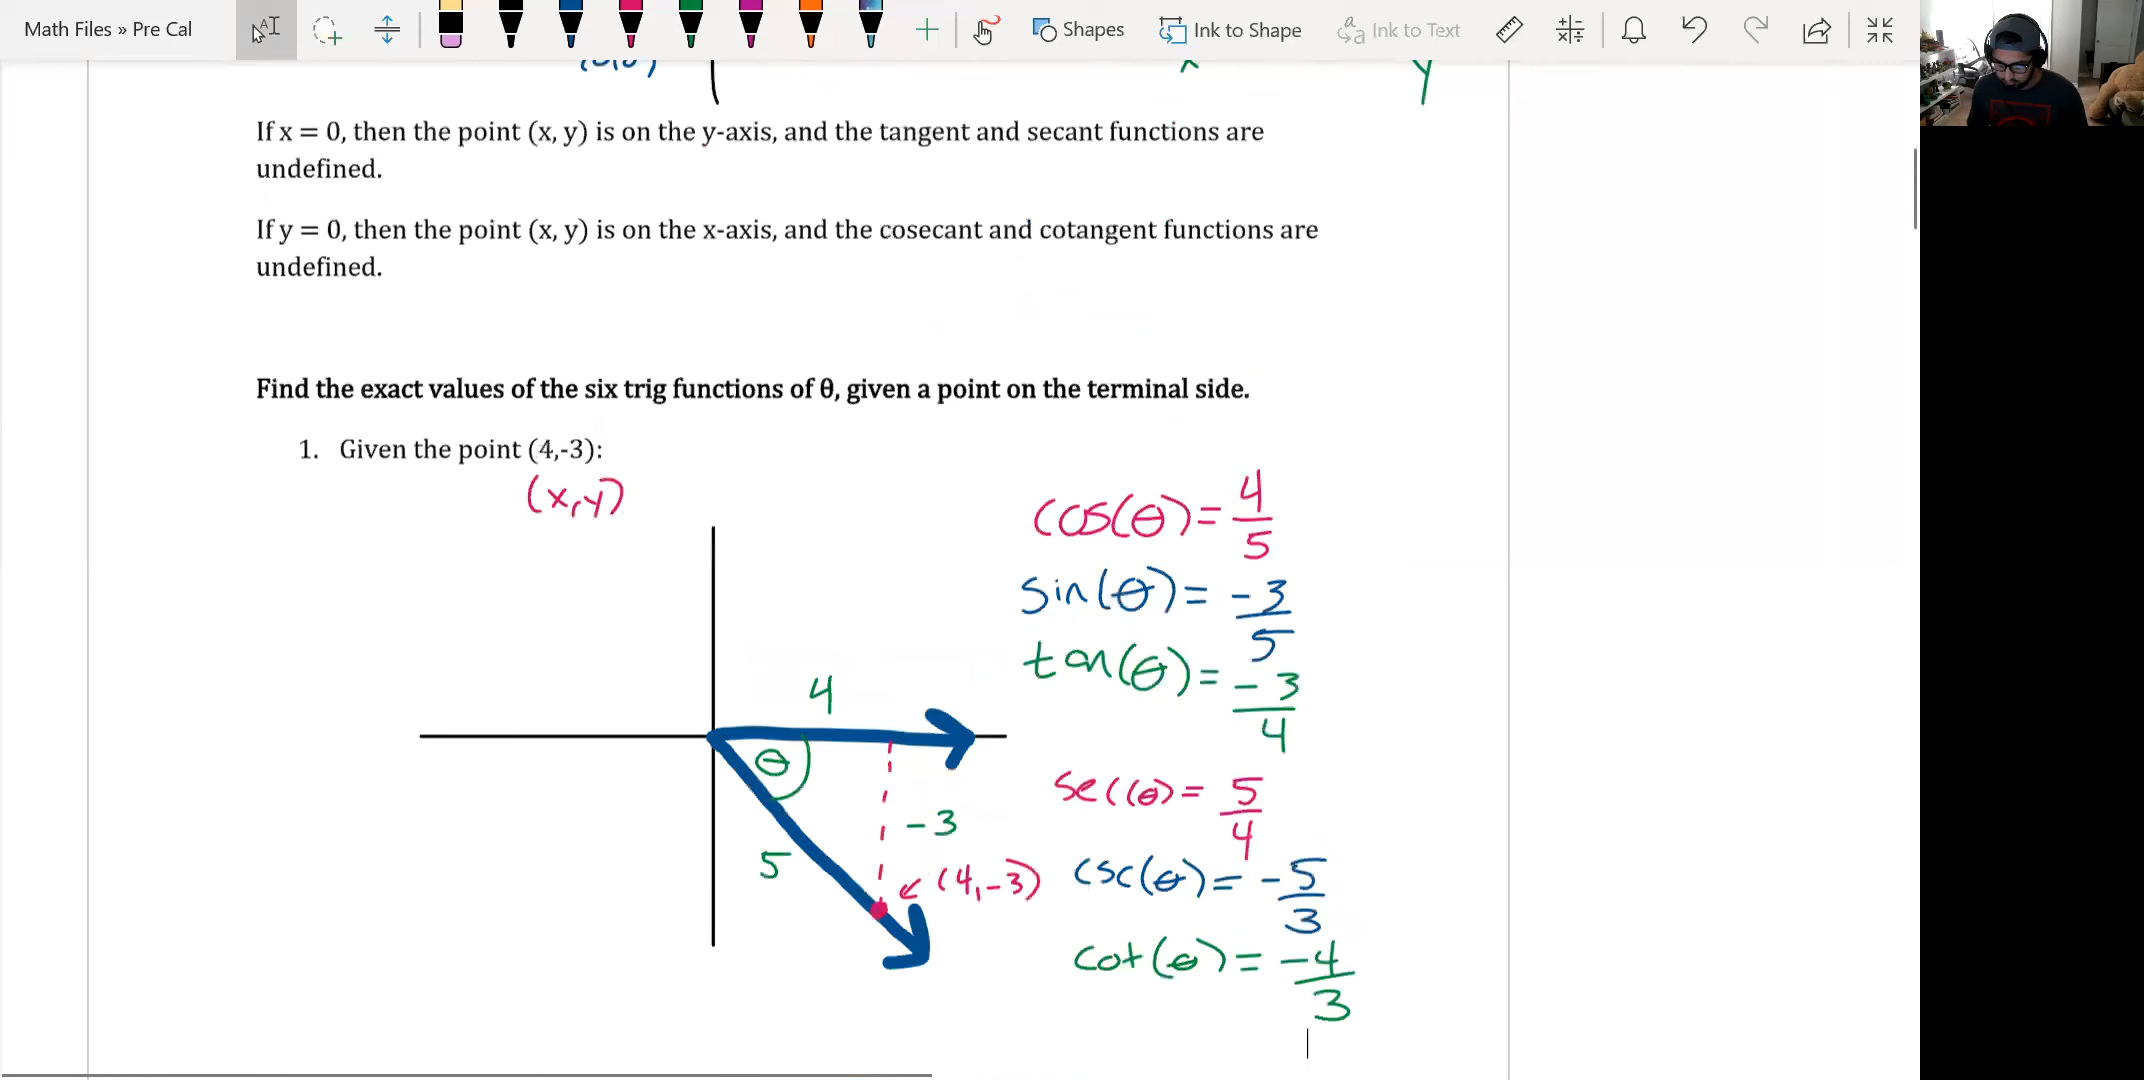 Math Files » Pre Cal
Shapes
Ink to Shape
Ink to Text
(0,0)
x
y
If x = 0, then the point (x, y) is on the y-axis, and the tangent and secant functions are
undefined.
If y = 0, then the point (x, y) is on the x-axis, and the cosecant and cotangent functions are
undefined.
Find the exact values of the six trig functions of θ, given a point on the terminal side.
1. Given the point (4,-3):
(x,y)
cos(θ) = 4/5
sin(θ) = -3/5
tan(θ) = -3/4
4
θ
-3
5
(4,-3)
sec(θ) = 5/4
csc(θ) = -5/3
cot(θ) = -4/3